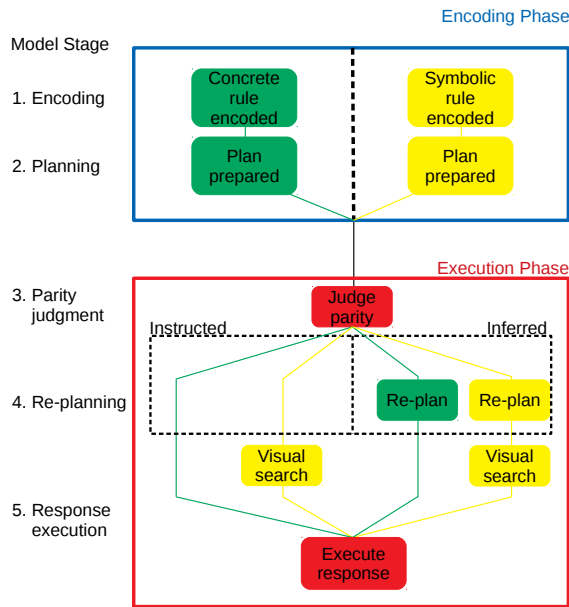 Encoding Phase
Model Stage
1. Encoding
Concrete
rule
encoded
Symbolic
rule
encoded
2. Planning
Plan
prepared
Plan
prepared
Execution Phase
3. Parity
judgment
Judge
parity
Instructed
Inferred
4. Re-planning
Re-plan
Re-plan
Visual
search
Visual
search
5. Response
execution
Execute
response